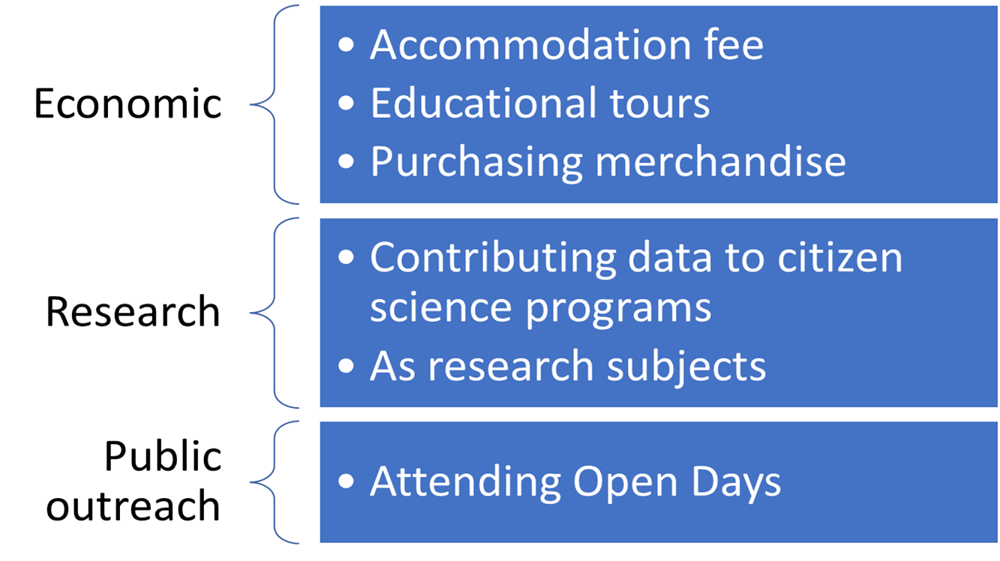 Economic
• Accommodation fee
• Educational tours
• Purchasing merchandise
Research
• Contributing data to citizen
science programs
• As research subjects
Public
outreach
• Attending Open Days